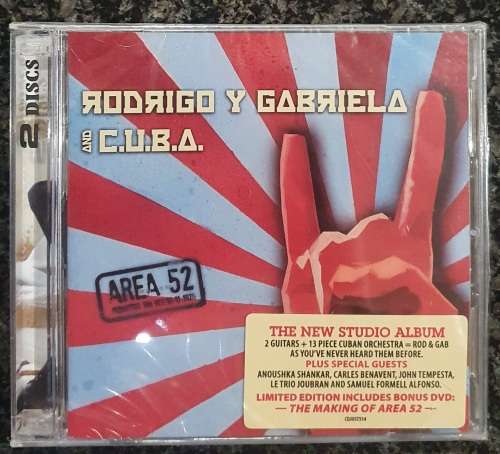 2 DISCS
RODRIGO Y GABRIELA
AND C.U.B.A.
AREA 52
THE NEW STUDIO ALBUM
2 GUITARS + 13 PIECE CUBAN ORCHESTRA = ROD & GAB
AS YOU'VE NEVER HEARD THEM BEFORE.
PLUS SPECIAL GUESTS
ANOUSHKA SHANKAR, CARLES BENAVENT, JOHN TEMPESTA,
LE TRIO JOUBRAN AND SAMUEL FORMELL ALFONSO.
LIMITED EDITION INCLUDES BONUS DVD:
— THE MAKING OF AREA 52 —